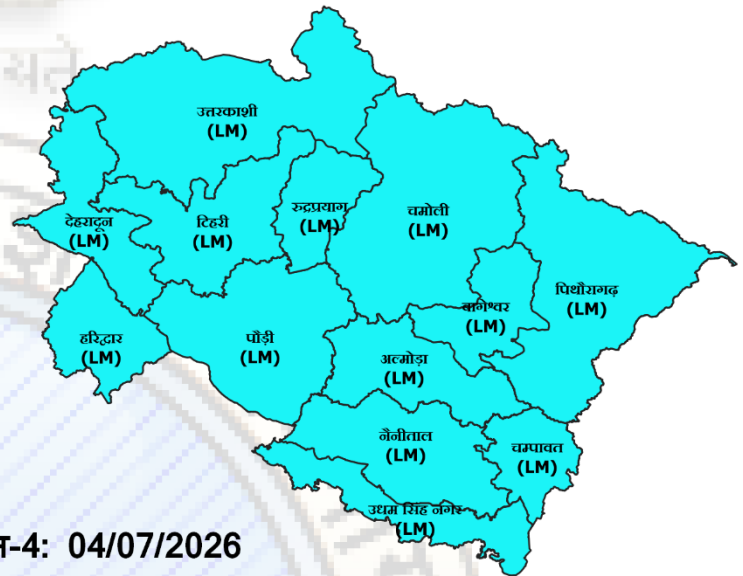 उत्तरकाशी
(LM)
देहरादून
(LM)
टिहरी
(LM)
रुद्रप्रयाग
(LM)
चमोली
(LM)
पिथौरागढ़
(LM)
बागेश्वर
(LM)
हरिद्वार
(LM)
पौड़ी
(LM)
अल्मोड़ा
(LM)
नैनीताल
(LM)
चम्पावत
(LM)
उधम सिंह नगर
(LM)
-4: 04/07/2026